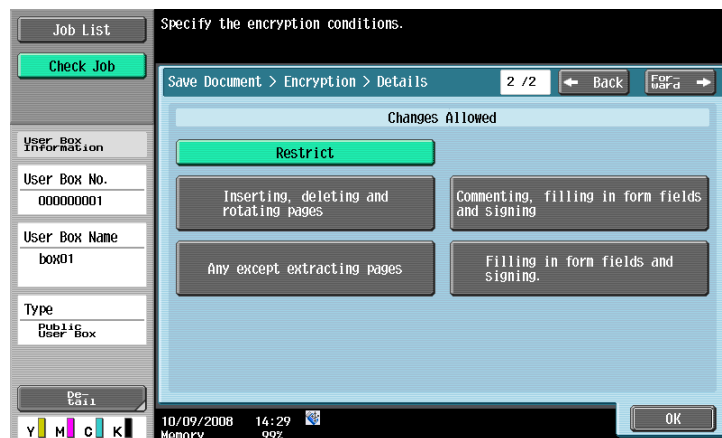 Job List
Specify the encryption conditions.
Check Job
Save Document > Encryption > Details
2 /2
Back
For-
ward
Changes Allowed
User Box
Information
Restrict
User Box No.
000000001
Inserting, deleting and
rotating pages
Commenting, filling in form fields
and signing
User Box Name
box01
Any except extracting pages
Filling in form fields and
signing.
Type
Public
User Box
De-
tail
OK
Y M C K
10/09/2008 14:29
Memory 99%